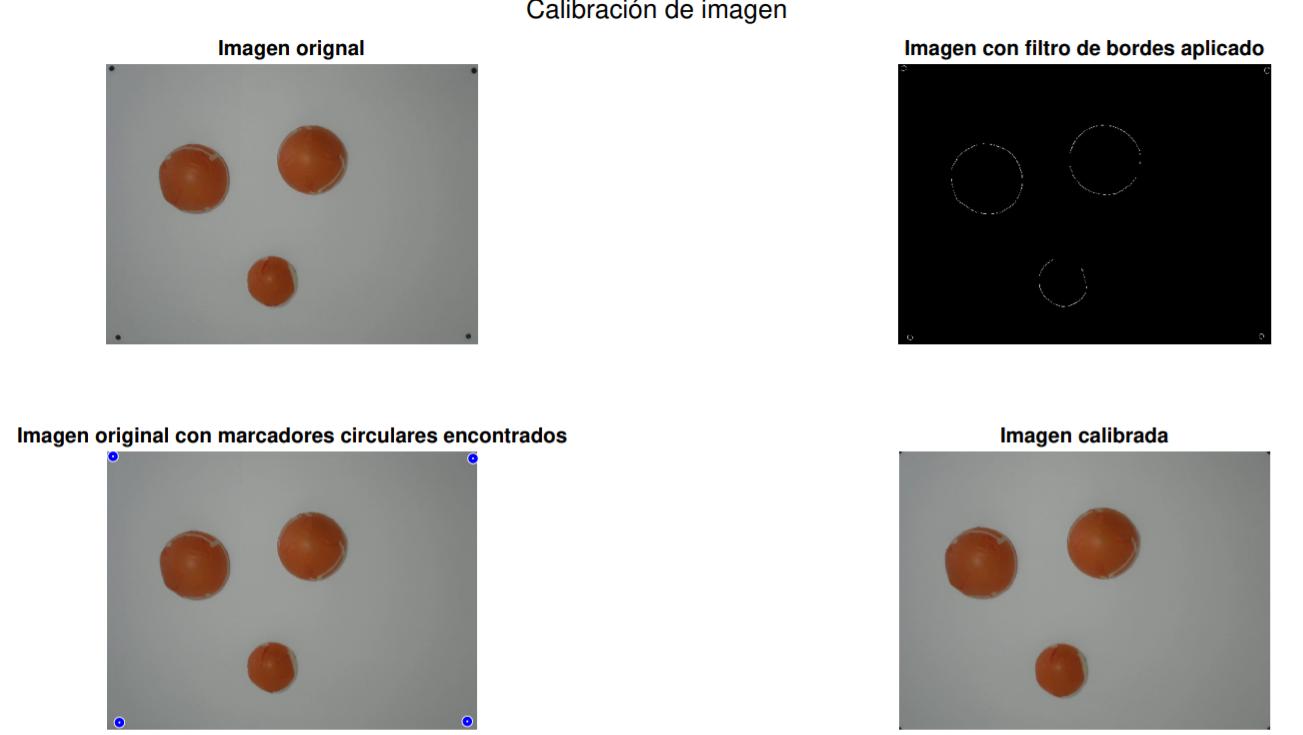 Calibración de imagen
Imagen orignal
Imagen con filtro de bordes aplicado
Imagen original con marcadores circulares encontrados
Imagen calibrada